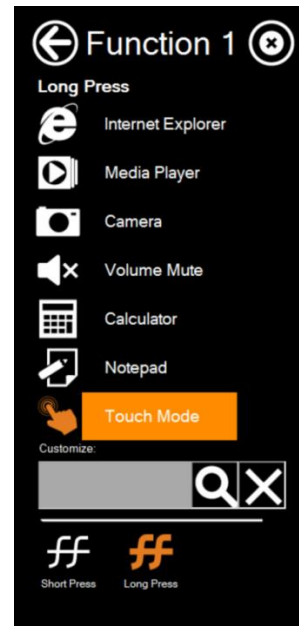 Function 1
Long Press
Internet Explorer
Media Player
Camera
Volume Mute
Calculator
Notepad
Touch Mode
Customize:
Short Press Long Press